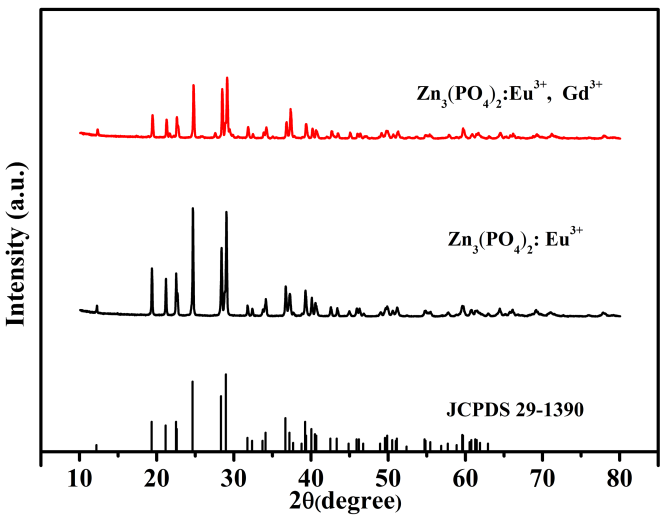 Zn₃(PO₄)₂:Eu³⁺, Gd³⁺
Zn₃(PO₄)₂: Eu³⁺
JCPDS 29-1390
Intensity (a.u.)
10 20 30 40 50 60 70 80
2θ(degree)